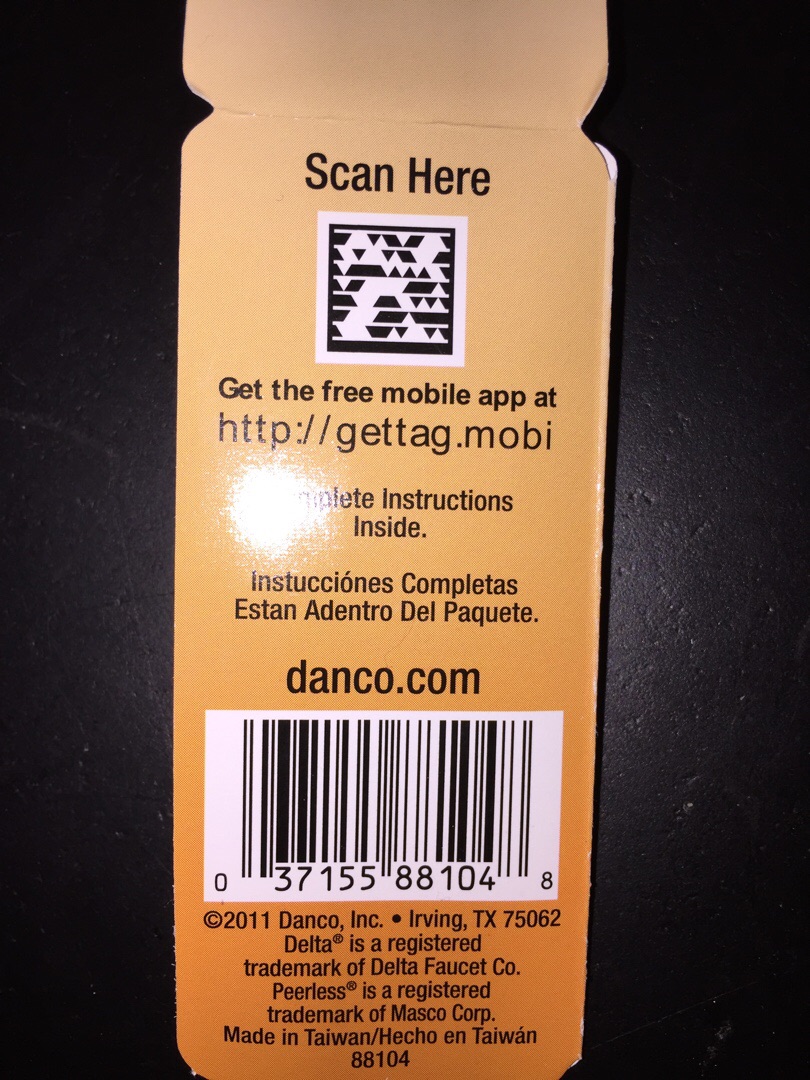 Scan Here
Get the free mobile app at
http://gettag.mobi
Instructions
Inside.
Instucciónes Completas
Estan Adentro Del Paquete.
danco.com
0 37155 88104 8
©2011 Danco, Inc. • Irving, TX 75062
Delta® is a registered
trademark of Delta Faucet Co.
Peerless® is a registered
trademark of Masco Corp.
Made in Taiwan/Hecho en Taiwán
88104